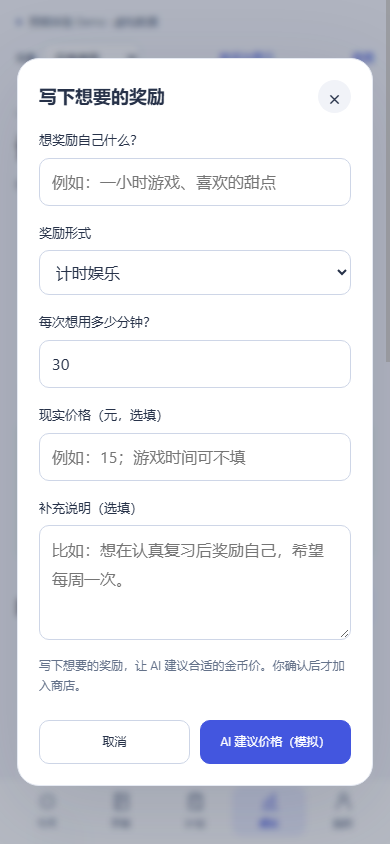 写下想要的奖励
×
想奖励自己什么？
例如：一小时游戏、喜欢的甜点
奖励形式
计时娱乐
每次想用多少分钟？
30
现实价格（元，选填）
例如：15；游戏时间可不填
补充说明（选填）
比如：想在认真复习后奖励自己，希望
每周一次。
写下想要的奖励，让 AI 建议合适的金币价。你确认后才加
入商店。
取消
AI 建议价格（模拟）